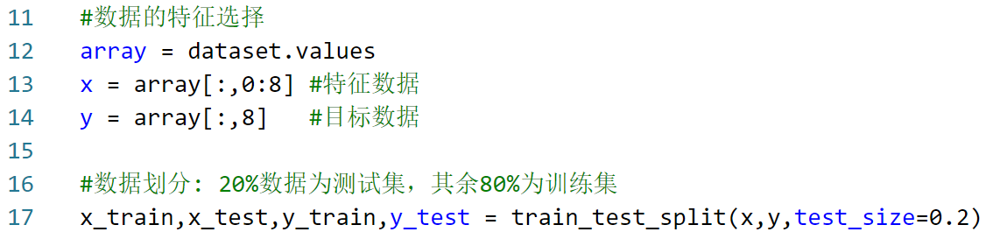 11 #数据的特征选择
12 array = dataset.values
13 x = array[:,0:8] #特征数据
14 y = array[:,8] #目标数据
15
16 #数据划分: 20%数据为测试集，其余80%为训练集
17 x_train,x_test,y_train,y_test = train_test_split(x,y,test_size=0.2)